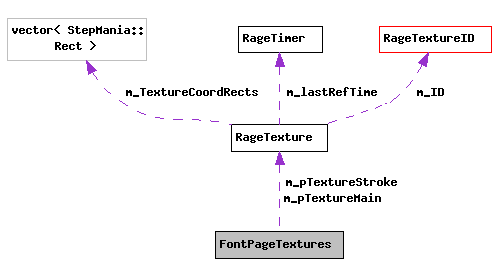 vector< StepMania::
Rect >
RageTimer
RageTextureID
m_TextureCoordRects
m_lastRefTime
m_ID
RageTexture
m_pTextureStroke
m_pTextureMain
FontPageTextures